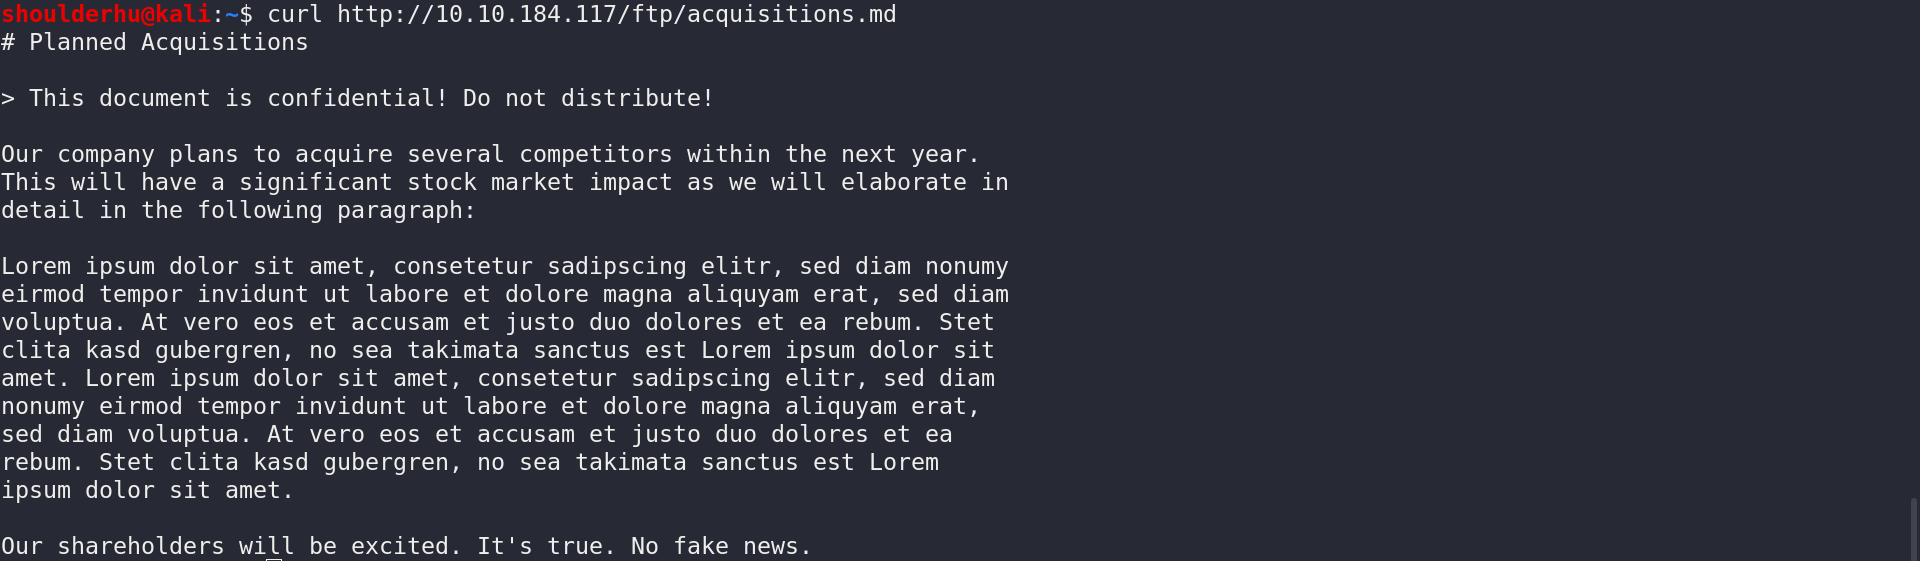 shoulderhu@kali:~$ curl http://10.10.184.117/ftp/acquisitions.md
# Planned Acquisitions
> This document is confidential! Do not distribute!
Our company plans to acquire several competitors within the next year.
This will have a significant stock market impact as we will elaborate in
detail in the following paragraph:
Lorem ipsum dolor sit amet, consetetur sadipscing elitr, sed diam nonumy
eirmod tempor invidunt ut labore et dolore magna aliquyam erat, sed diam
voluptua. At vero eos et accusam et justo duo dolores et ea rebum. Stet
clita kasd gubergren, no sea takimata sanctus est Lorem ipsum dolor sit
amet. Lorem ipsum dolor sit amet, consetetur sadipscing elitr, sed diam
nonumy eirmod tempor invidunt ut labore et dolore magna aliquyam erat,
sed diam voluptua. At vero eos et accusam et justo duo dolores et ea
rebum. Stet clita kasd gubergren, no sea takimata sanctus est Lorem
ipsum dolor sit amet.
Our shareholders will be excited. It's true. No fake news.